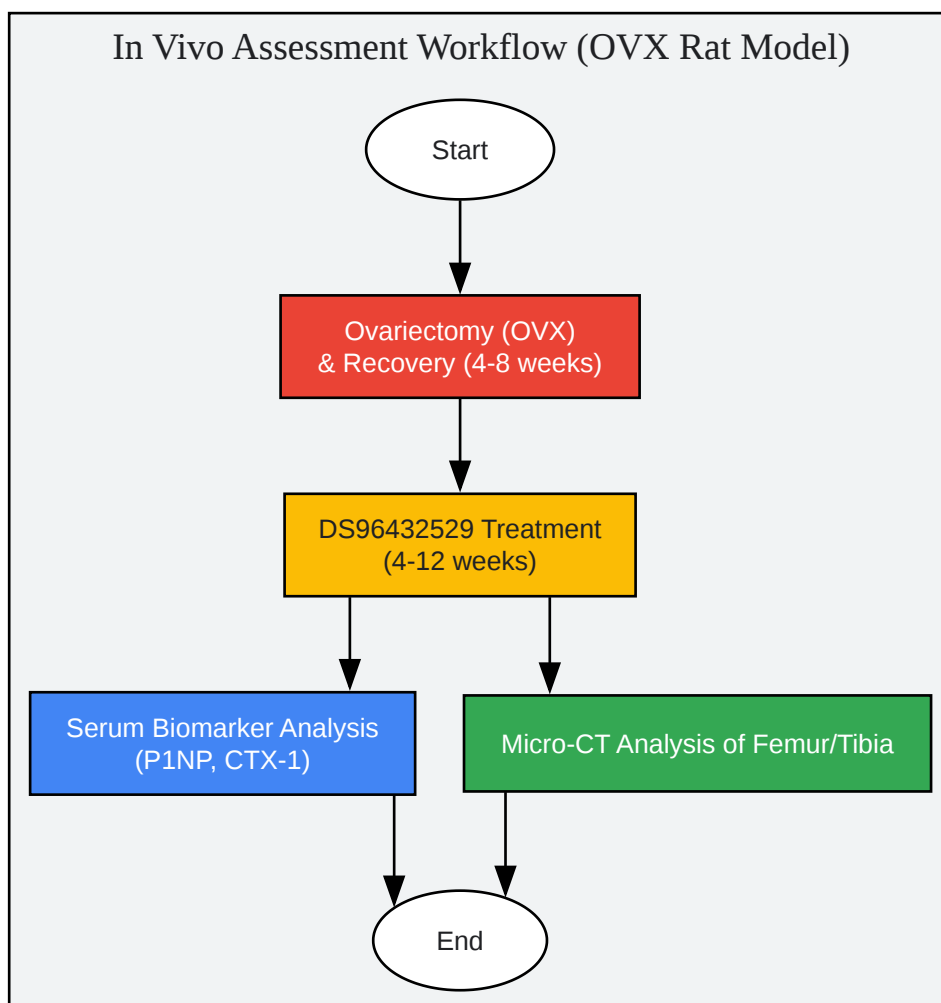 In Vivo Assessment Workflow (OVX Rat Model)
Start
Ovariectomy (OVX)
& Recovery (4-8 weeks)
DS96432529 Treatment
(4-12 weeks)
Serum Biomarker Analysis
(P1NP, CTX-1)
Micro-CT Analysis of Femur/Tibia
End